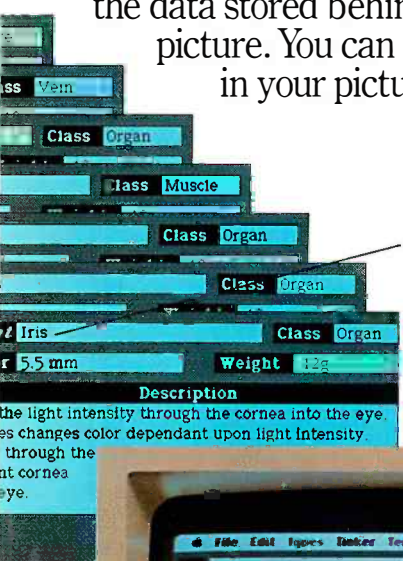 the data stored behin
picture. You can
in your pictu
ss Vein
Class Organ
lass Muscle
Class Organ
Class Organ
Iris Class Organ
r 5.5 mm Weight 12g
Description
the light intensity through the cornea into the eye.
es changes color dependant upon light intensity.
through the
nt cornea
eye.
File Edit Types Tinker